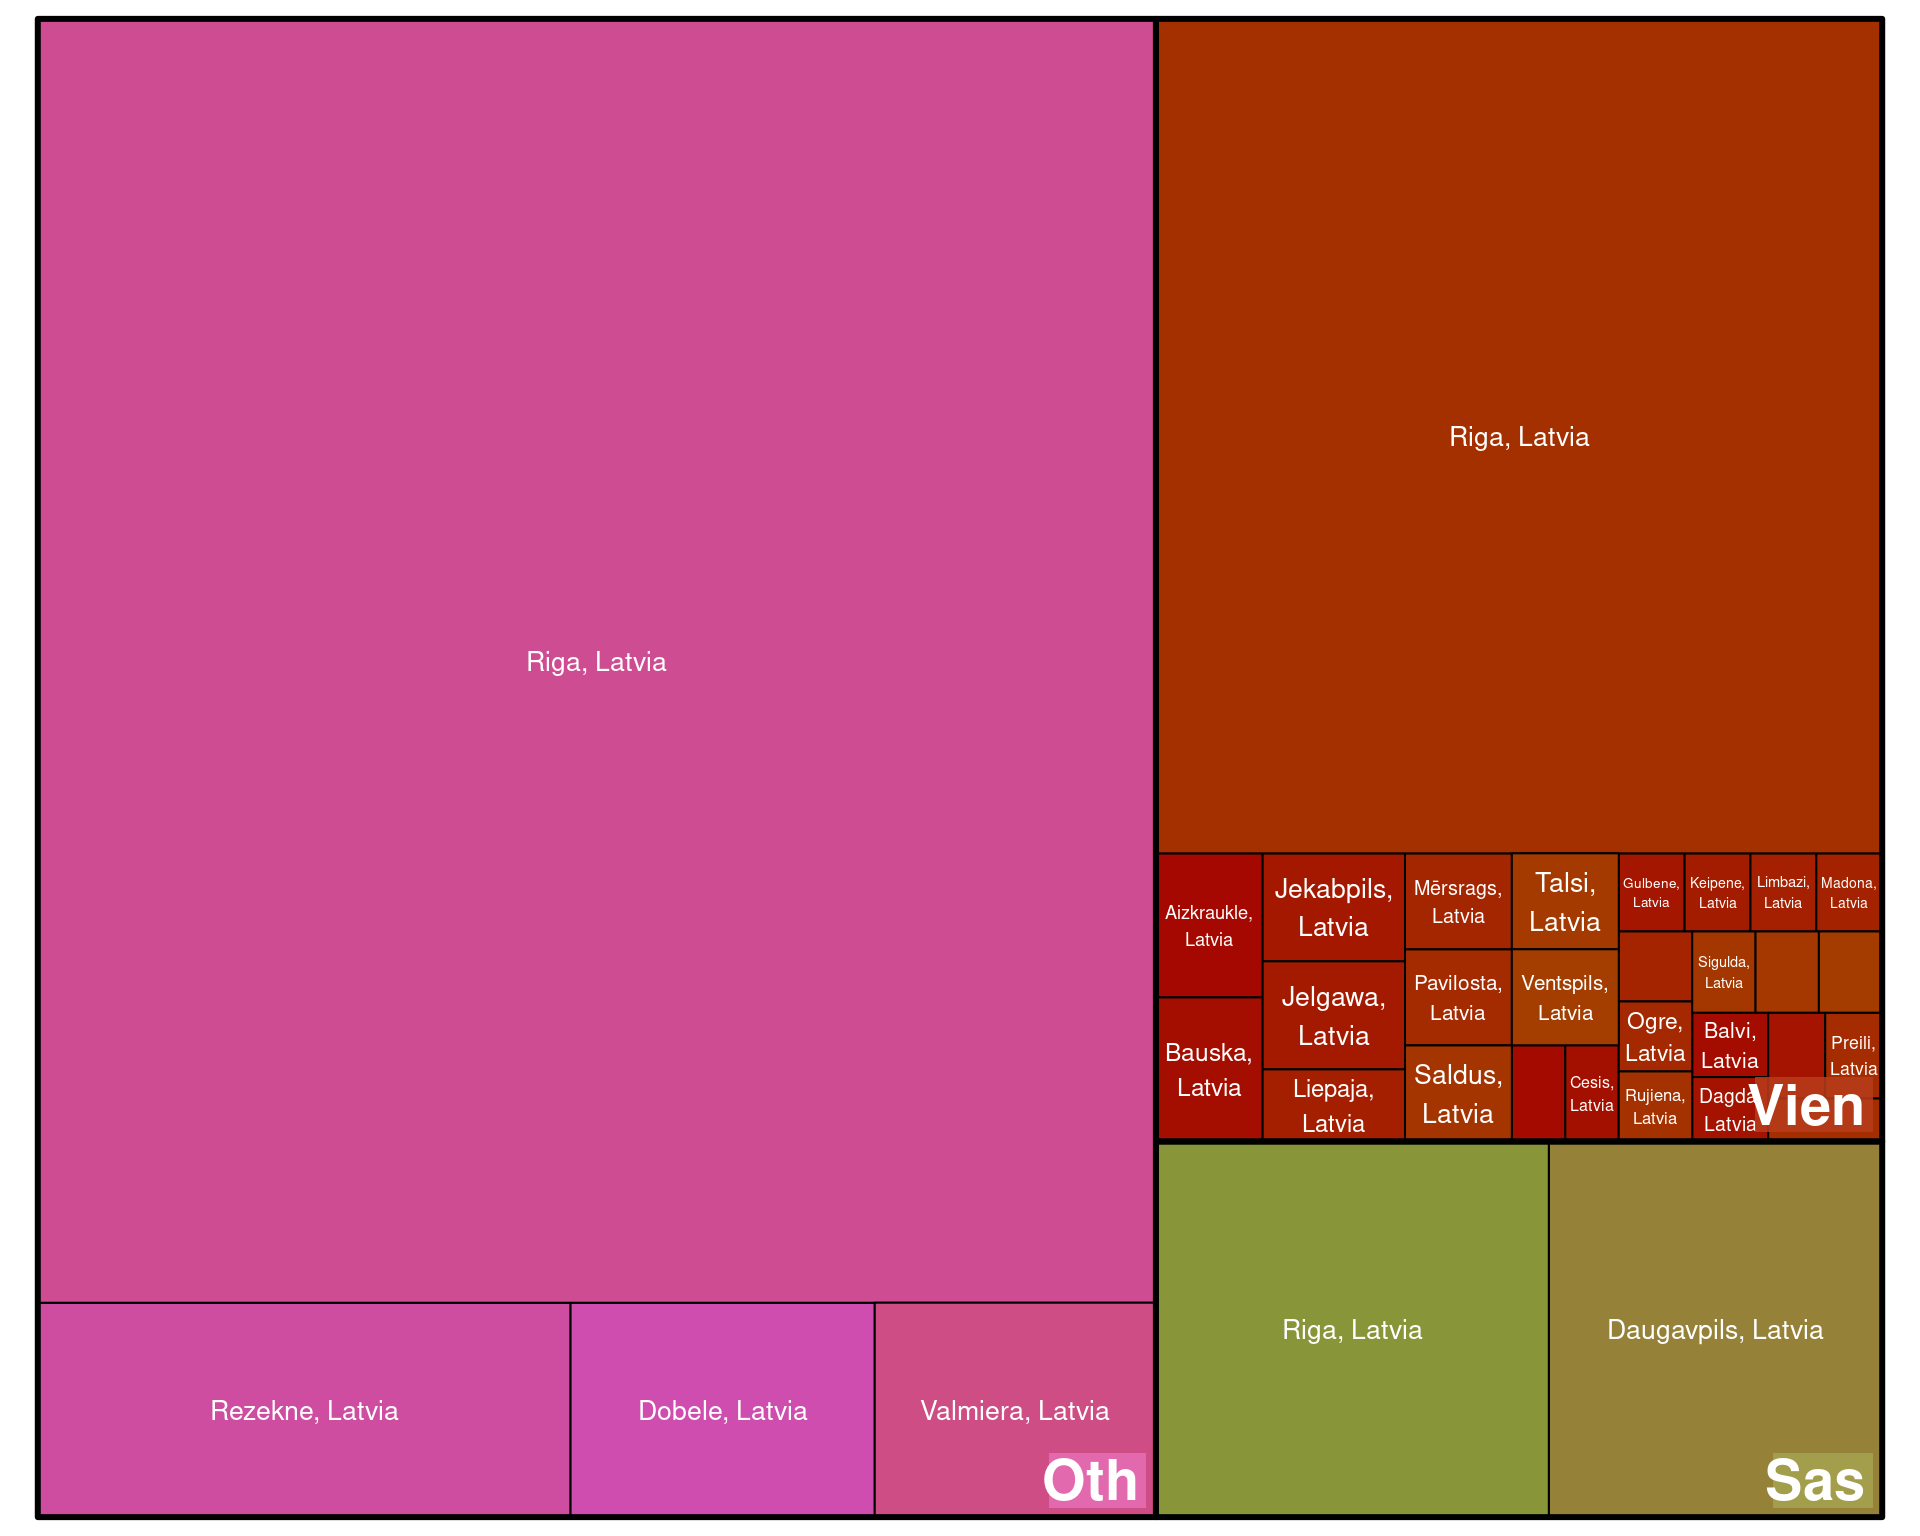 Riga, Latvia
Rezekne, Latvia
Dobele, Latvia
Valmiera, Latvia
Oth
Riga, Latvia
Aizkraukle,
Latvia
Bauska,
Latvia
Jekabpils,
Latvia
Jelgawa,
Latvia
Liepaja,
Latvia
Mērsrags,
Latvia
Pavilosta,
Latvia
Saldus,
Latvia
Talsi,
Latvia
Ventspils,
Latvia
Cesis,
Latvia
Gulbene,
Latvia
Keipene,
Latvia
Limbazi,
Latvia
Madona,
Latvia
Ogre,
Latvia
Rujiena,
Latvia
Sigulda,
Latvia
Balvi,
Latvia
Dagda,
Latvia
Preili,
Latvia
Vien
Riga, Latvia
Daugavpils, Latvia
Sas